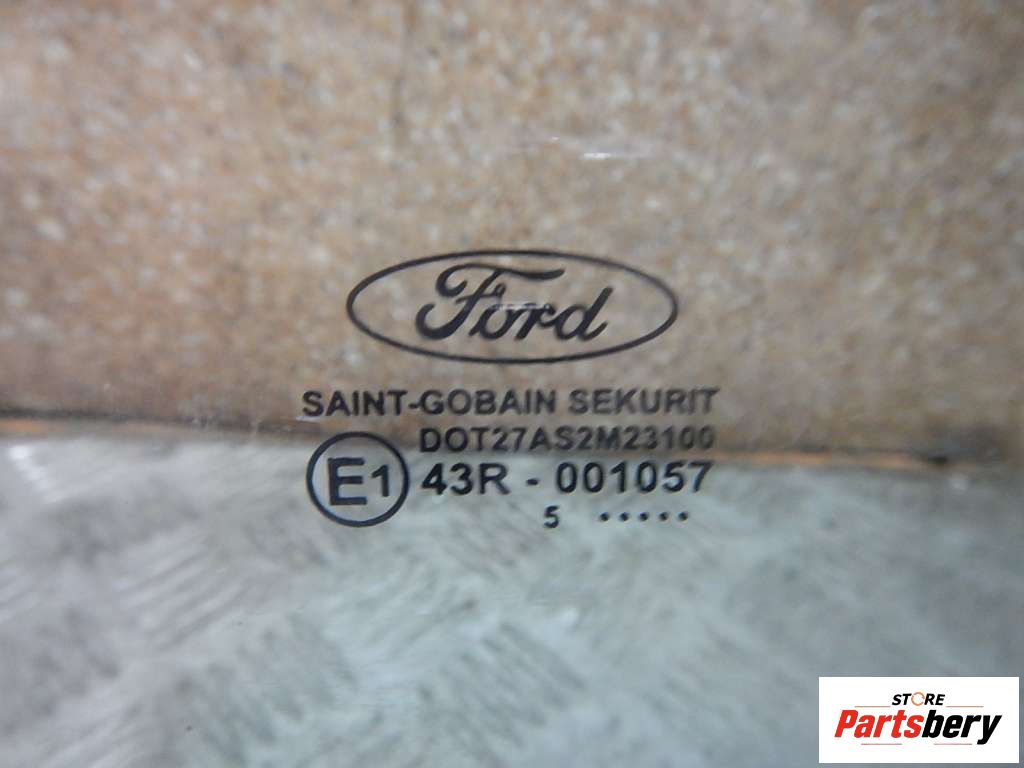 Ford
SAINT-GOBAIN SEKURIT
DOT27AS2M23100
E1 43R - 001057
5 .....
STORE
Partsbery